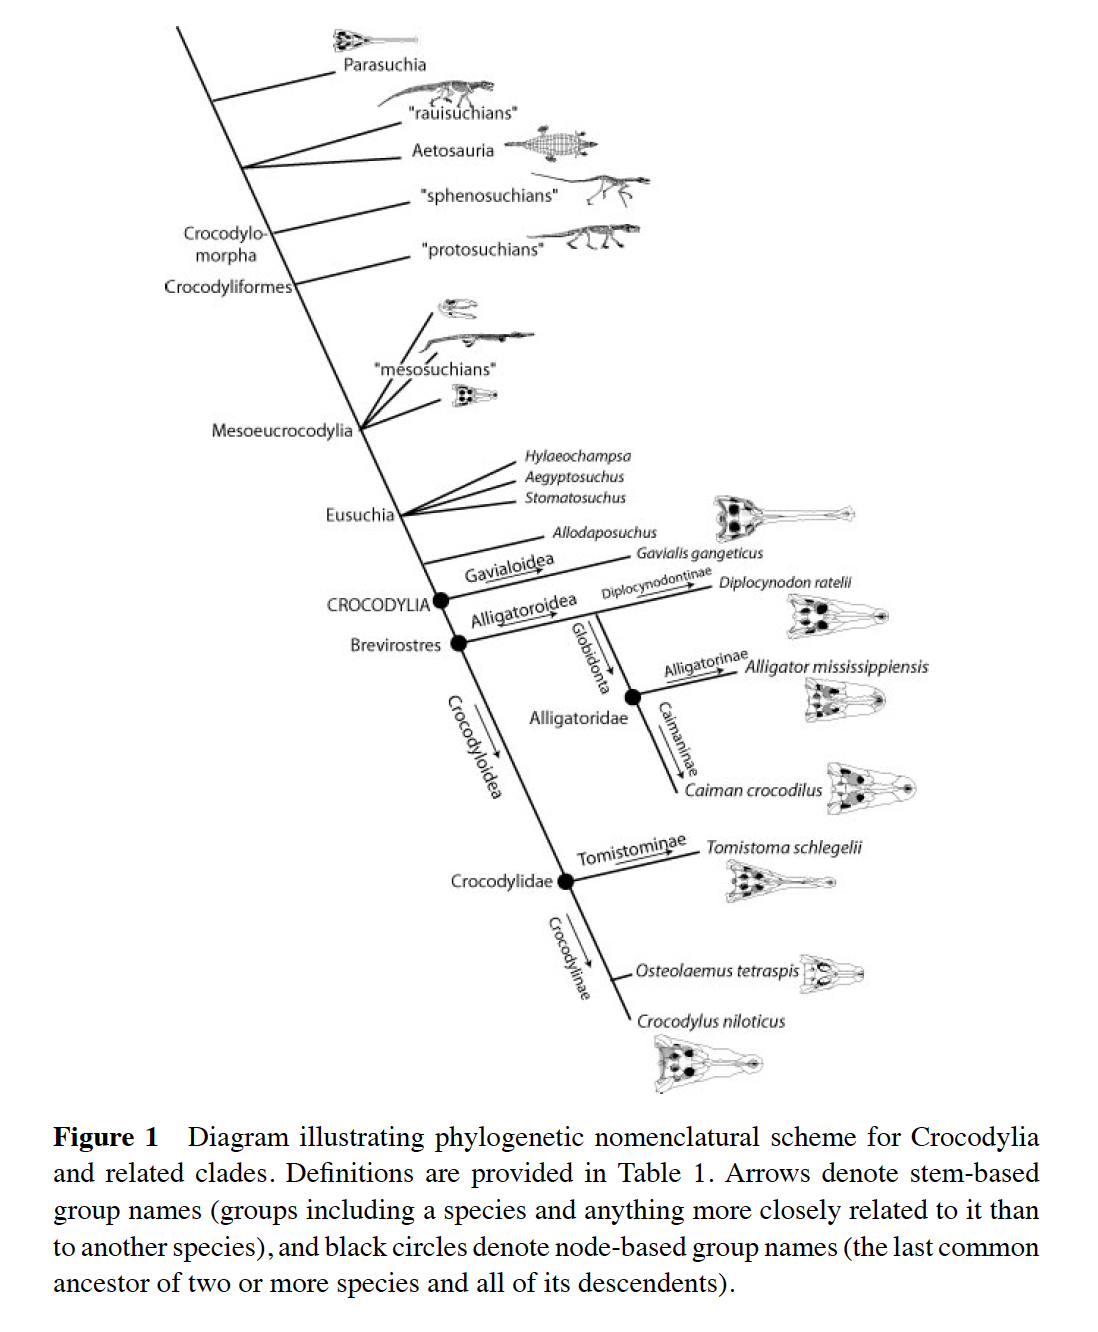 Parasuchia
"rauisuchians"
Aetosauria
"sphenosuchians"
Crocodylo-
morpha
"protosuchians"
Crocodyliformes
"mesosuchians"
Mesoeucrocodylia
Hylaeochampsa
Aegyptosuchus
Stomatosuchus
Eusuchia
Allodaposuchus
Gavialoidea
Gavialis gangeticus
CROCODYLIA
Alligatoroidea
Diplocynodontinae
Diplocynodon ratelii
Brevirostres
Globidonta
Alligatorinae
Alligator mississippiensis
Alligatoridae
Caimaninae
Crocodyloidea
Caiman crocodilus
Tomistominae
Tomistoma schlegelii
Crocodylidae
Crocodylinae
Osteolaemus tetraspis
Crocodylus niloticus
Figure 1 Diagram illustrating phylogenetic nomenclatural scheme for Crocodylia
and related clades. Definitions are provided in Table 1. Arrows denote stem-based
group names (groups including a species and anything more closely related to it than
to another species), and black circles denote node-based group names (the last common
ancestor of two or more species and all of its descendents).